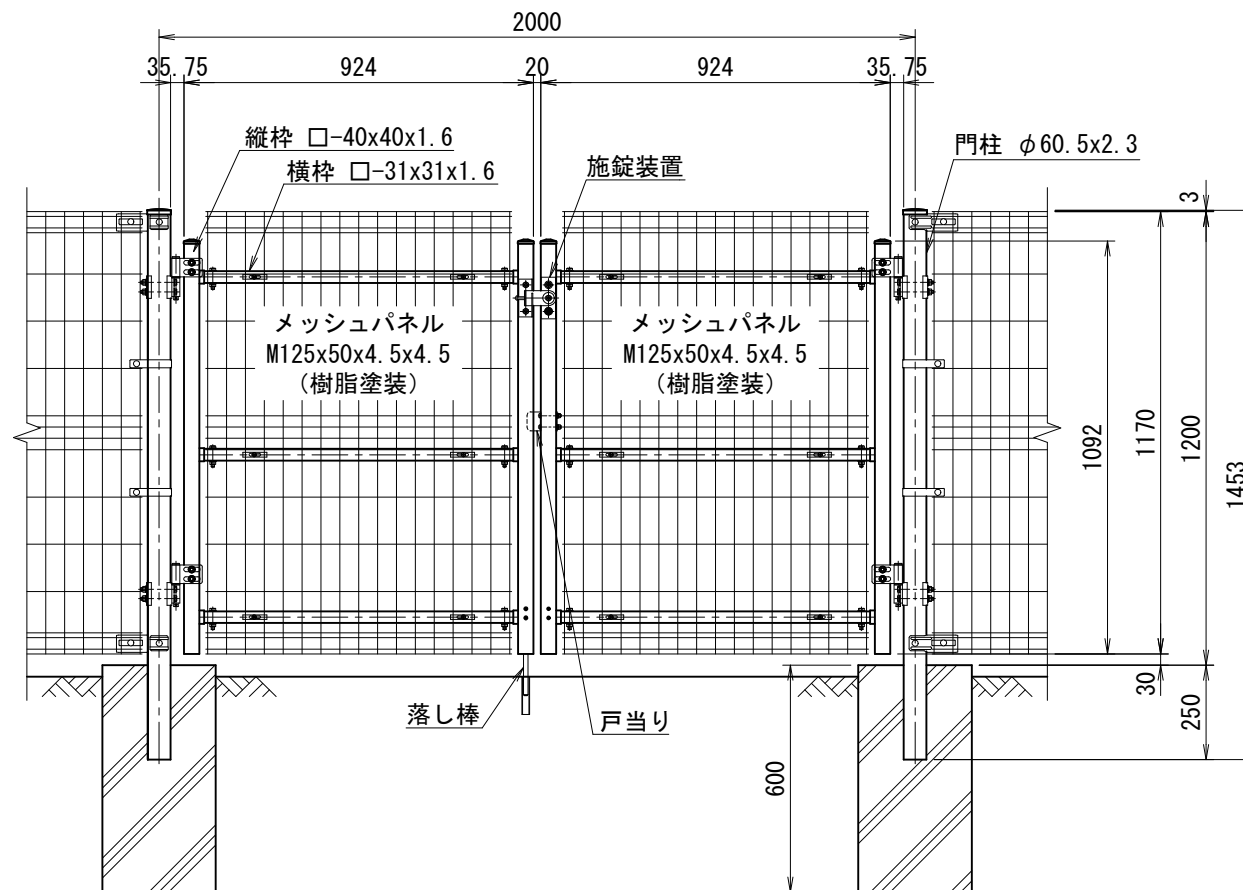 2000
35.75
924
20
924
35.75
縦枠 □-40x40x1.6
横枠 □-31x31x1.6
施錠装置
門柱 φ60.5x2.3
3
メッシュパネル
M125x50x4.5x4.5
(樹脂塗装)
メッシュパネル
M125x50x4.5x4.5
(樹脂塗装)
1092
1170
1200
1453
30
250
落し棒
戸当り
600